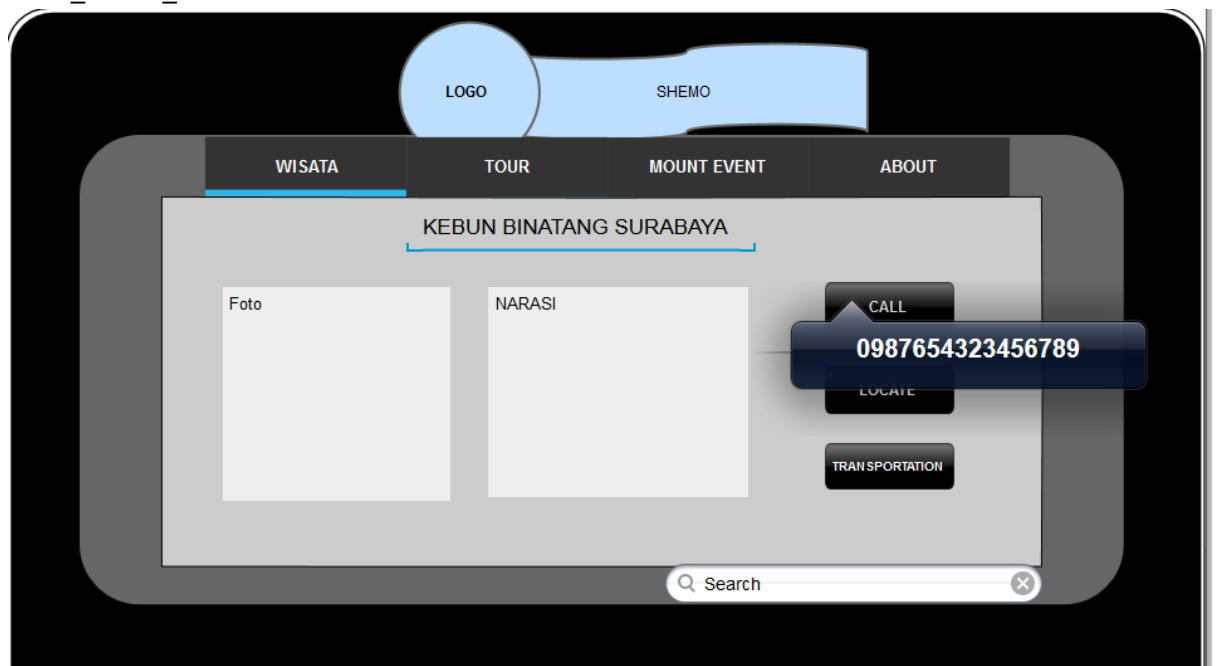 LOGO
SHEMO
WISATA TOUR MOUNT EVENT ABOUT
KEBUN BINATANG SURABAYA
Foto
NARASI
CALL
0987654323456789
LOCATE
TRANSPORTATION
Search